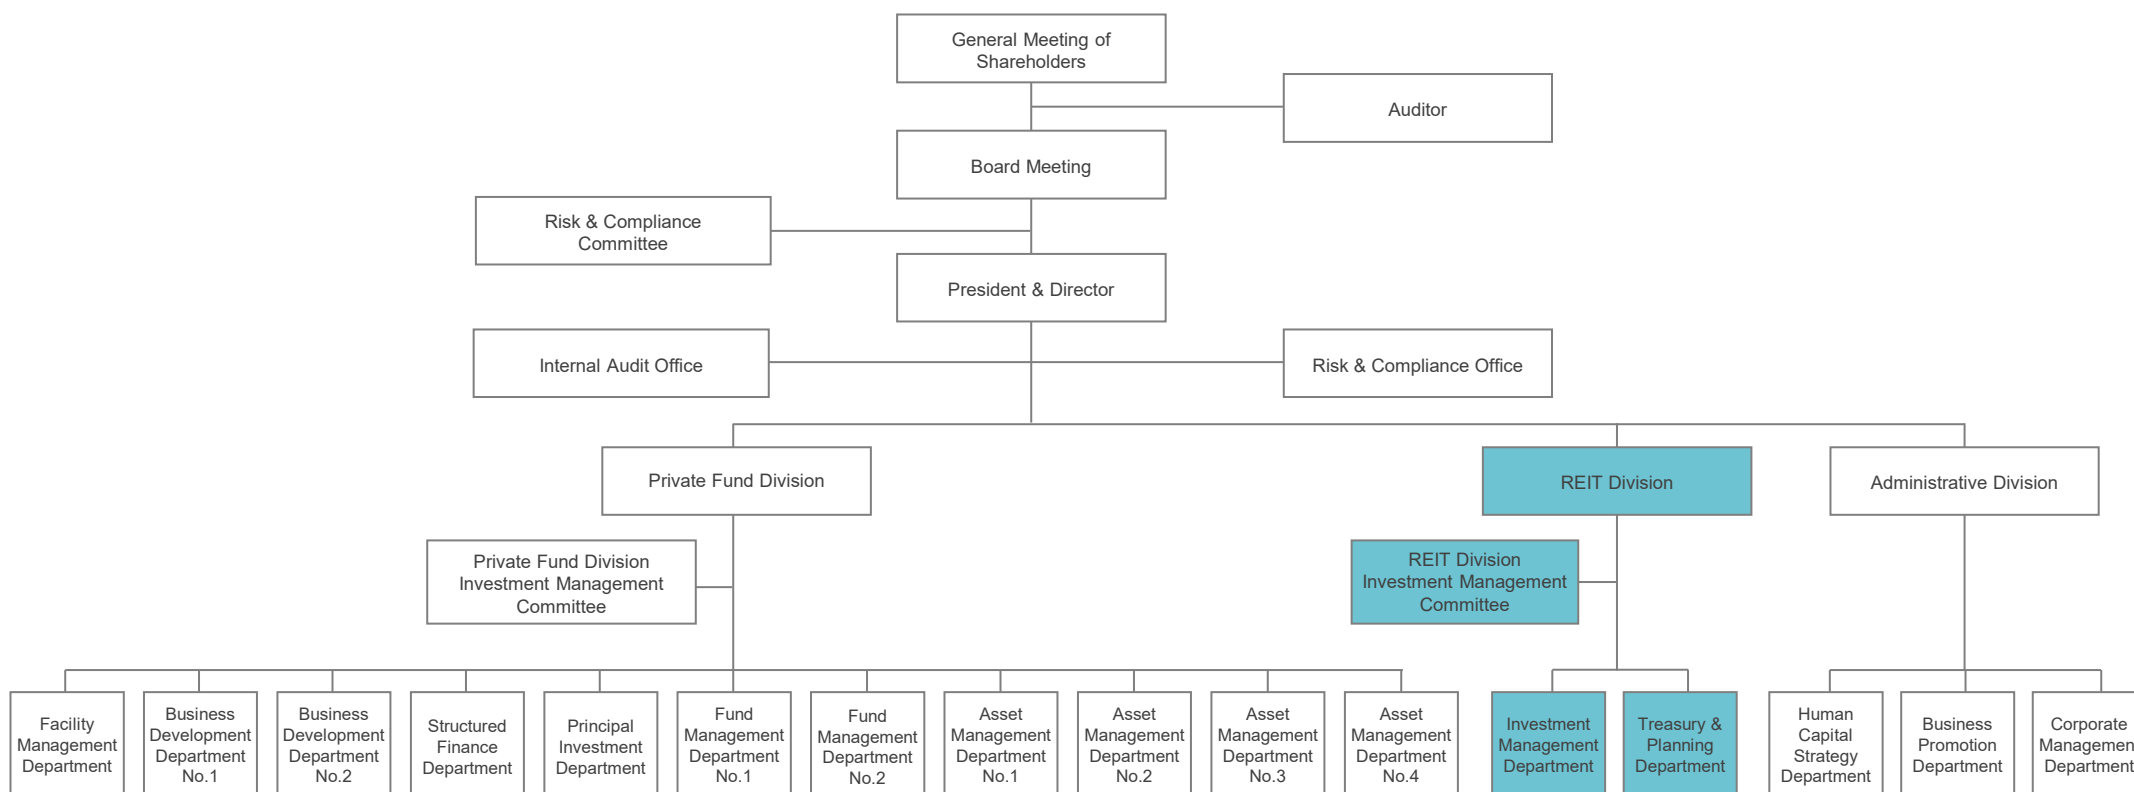 General Meeting of
Shareholders
Auditor
Board Meeting
Risk & Compliance
Committee
President & Director
Internal Audit Office
Risk & Compliance Office
Private Fund Division
REIT Division
Administrative Division
Private Fund Division
Investment Management
Committee
REIT Division
Investment Management
Committee
Facility
Management
Department
Business
Development
Department
No.1
Business
Development
Department
No.2
Structured
Finance
Department
Principal
Investment
Department
Fund
Management
Department
No.1
Fund
Management
Department
No.2
Asset
Management
Department
No.1
Asset
Management
Department
No.2
Asset
Management
Department
No.3
Asset
Management
Department
No.4
Investment
Management
Department
Treasury &
Planning
Department
Human
Capital
Strategy
Department
Business
Promotion
Department
Corporate
Management
Department